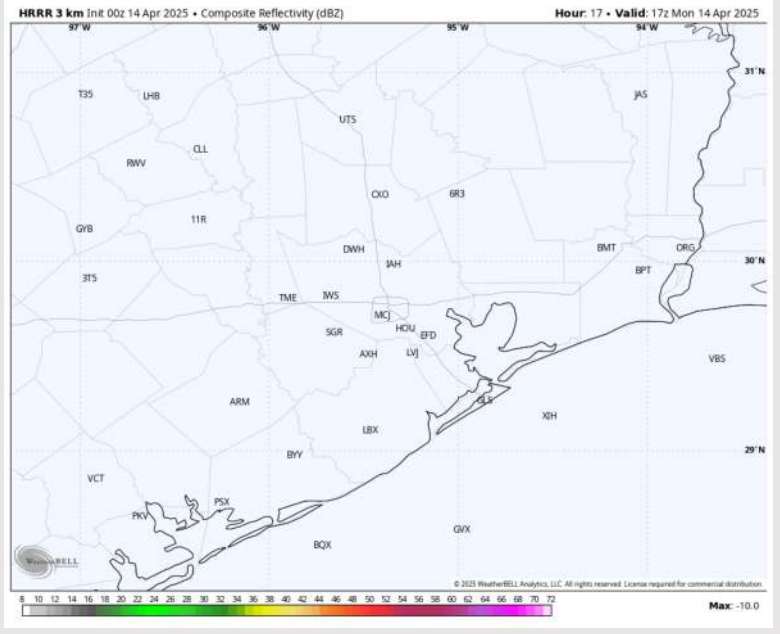 HRRR 3 km Init 00z 14 Apr 2025 • Composite Reflectivity (dBZ) Hour: 17 • Valid: 17z Mon 14 Apr 2025
97°W 96°W 95°W 94°W
31°N
T35 LHB JAS
UTS
CLL
RWV
CXO 6R3
11R
GYB
DWH BMT ORG
IAH 30°N
BPT
3T5
TME IWS
MCJ
SGR HOU EFD
AXH LVJ
VBS
ARM GLS
XIH
LBX
BYY 29°N
VCT
PSX
PKV
GVX
BQX
WeatherBELL
© 2025 WeatherBELL Analytics, LLC. All rights reserved. License required for commercial distribution.
8 10 12 14 16 18 20 22 24 26 28 30 32 34 36 38 40 42 44 46 48 50 52 54 56 58 60 62 64 66 68 70 72
Max: -10.0